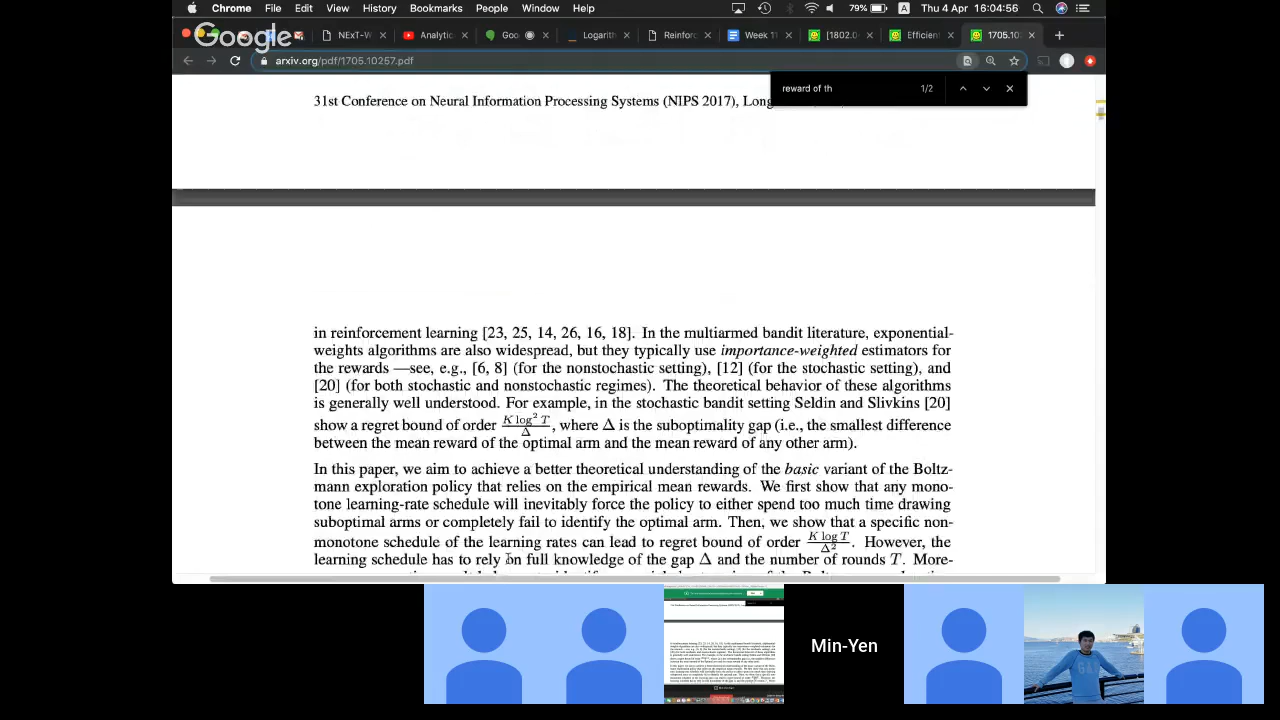 Chrome File Edit View History Bookmarks People Window Help 79% A Thu 4 Apr 16:04:56
Google
NExT-W Analytic Goo Logarith Reinforc Week 11 [1802.0 Efficien 1705.10
arxiv.org/pdf/1705.10257.pdf
reward of th 1/2
31st Conference on Neural Information Processing Systems (NIPS 2017), Long
in reinforcement learning [23, 25, 14, 26, 16, 18]. In the multiarmed bandit literature, exponential-
weights algorithms are also widespread, but they typically use importance-weighted estimators for
the rewards —see, e.g., [6, 8] (for the nonstochastic setting), [12] (for the stochastic setting), and
[20] (for both stochastic and nonstochastic regimes). The theoretical behavior of these algorithms
is generally well understood. For example, in the stochastic bandit setting Seldin and Slivkins [20]
show a regret bound of order K log² T / Δ, where Δ is the suboptimality gap (i.e., the smallest difference
between the mean reward of the optimal arm and the mean reward of any other arm).
In this paper, we aim to achieve a better theoretical understanding of the basic variant of the Boltz-
mann exploration policy that relies on the empirical mean rewards. We first show that any mono-
tone learning-rate schedule will inevitably force the policy to either spend too much time drawing
suboptimal arms or completely fail to identify the optimal arm. Then, we show that a specific non-
monotone schedule of the learning rates can lead to regret bound of order K log T / Δ². However, the
learning schedule has to rely on full knowledge of the gap Δ and the number of rounds T. More-
Min-Yen